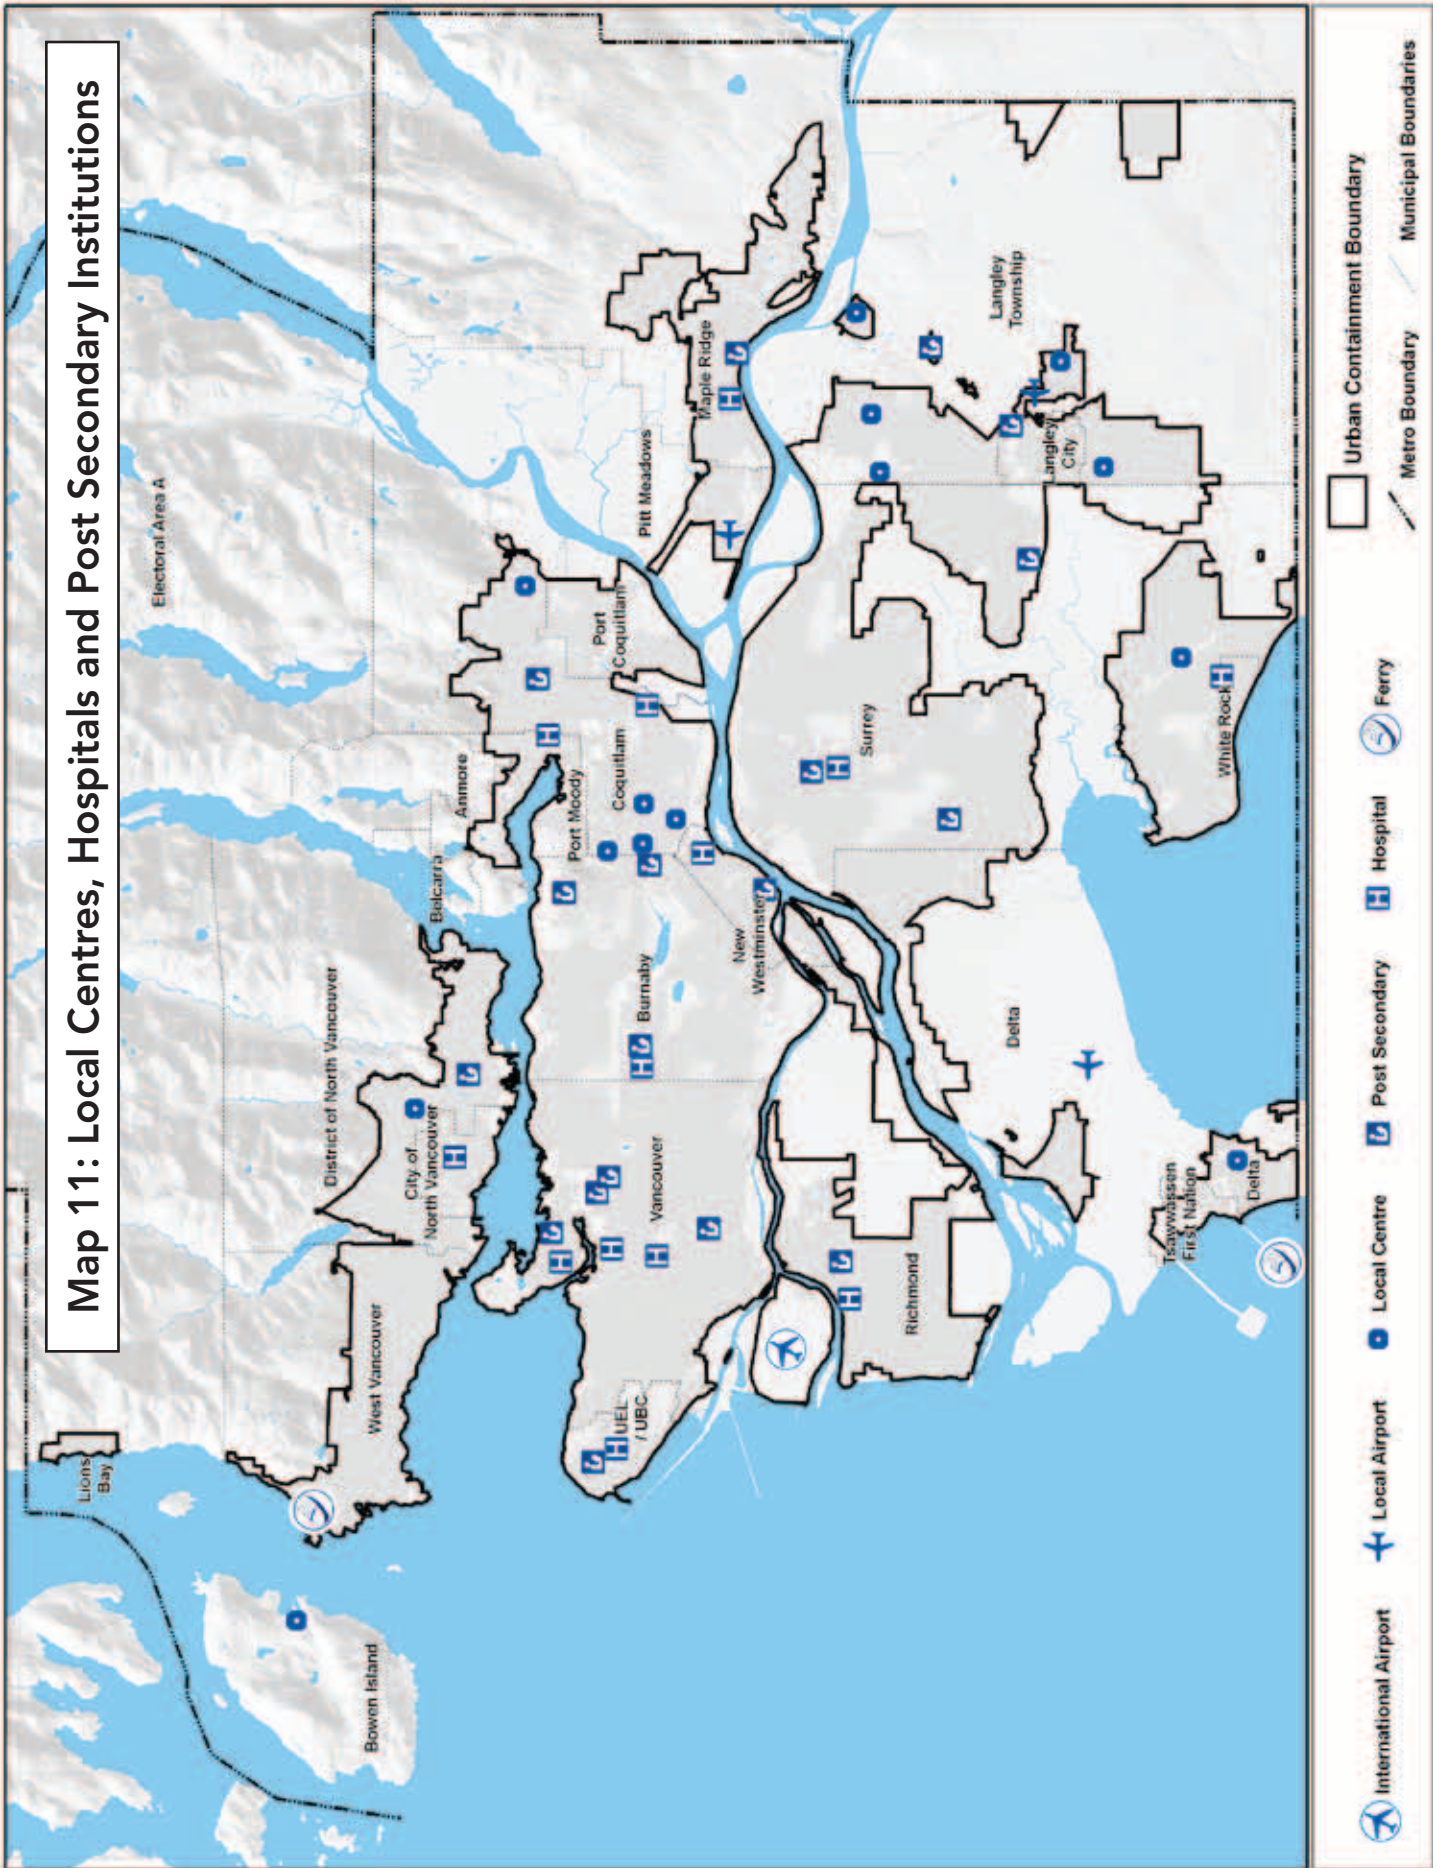 Map 11: Local Centres, Hospitals and Post Secondary Institutions
Electoral Area A
Lions
Bay
Bowen Island
West Vancouver
District of North Vancouver
City of
North Vancouver
Belcarra
Anmore
Port Moody
Coquitlam
Port
Coquitlam
Pitt Meadows
Maple Ridge
UEL
/ UBC
Vancouver
Burnaby
New
Westminster
Richmond
Surrey
Delta
Langley
Township
Langley
City
White Rock
Tsawwassen
First Nation
Delta
Urban Containment Boundary
Metro Boundary
Municipal Boundaries
International Airport
Local Airport
Local Centre
Post Secondary
H Hospital
Ferry